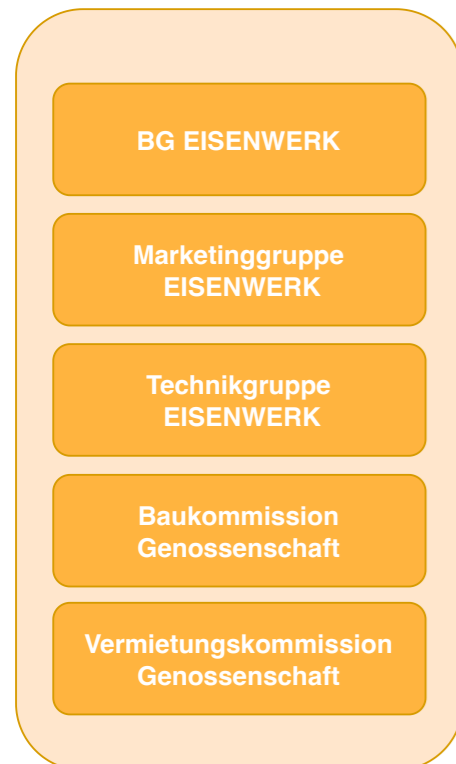 BG EISENWERK
Marketinggruppe
EISENWERK
Technikgruppe
EISENWERK
Baukommission
Genossenschaft
Vermietungskommission
Genossenschaft